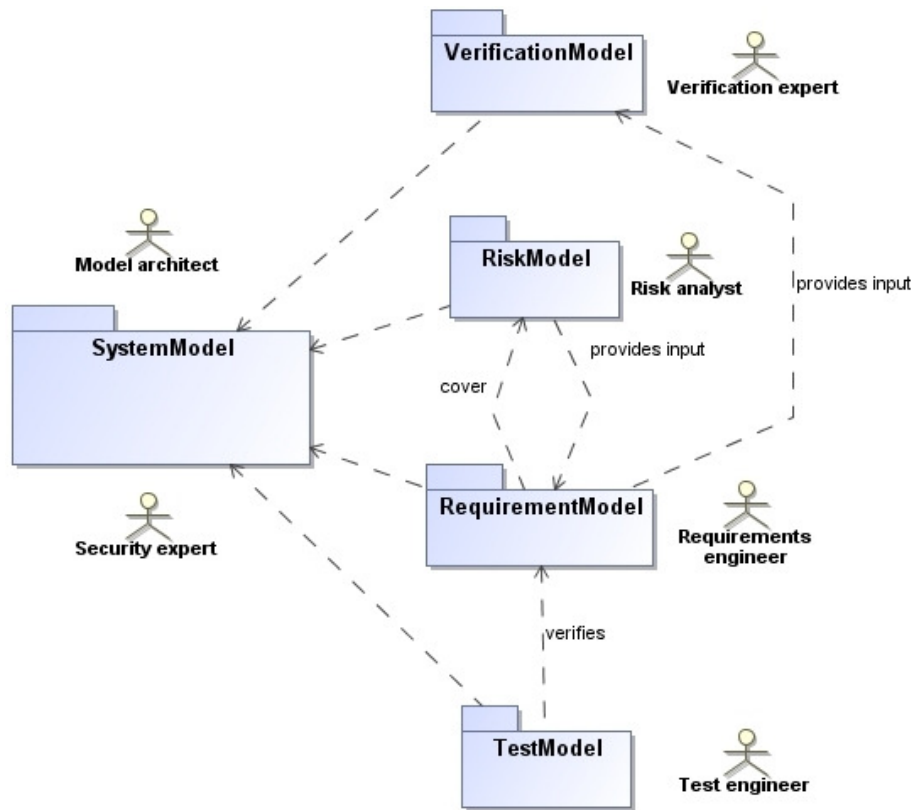 VerificationModel
Verification expert
Model architect
RiskModel
Risk analyst
provides input
SystemModel
provides input
cover
RequirementModel
Security expert
Requirements
engineer
verifies
TestModel
Test engineer